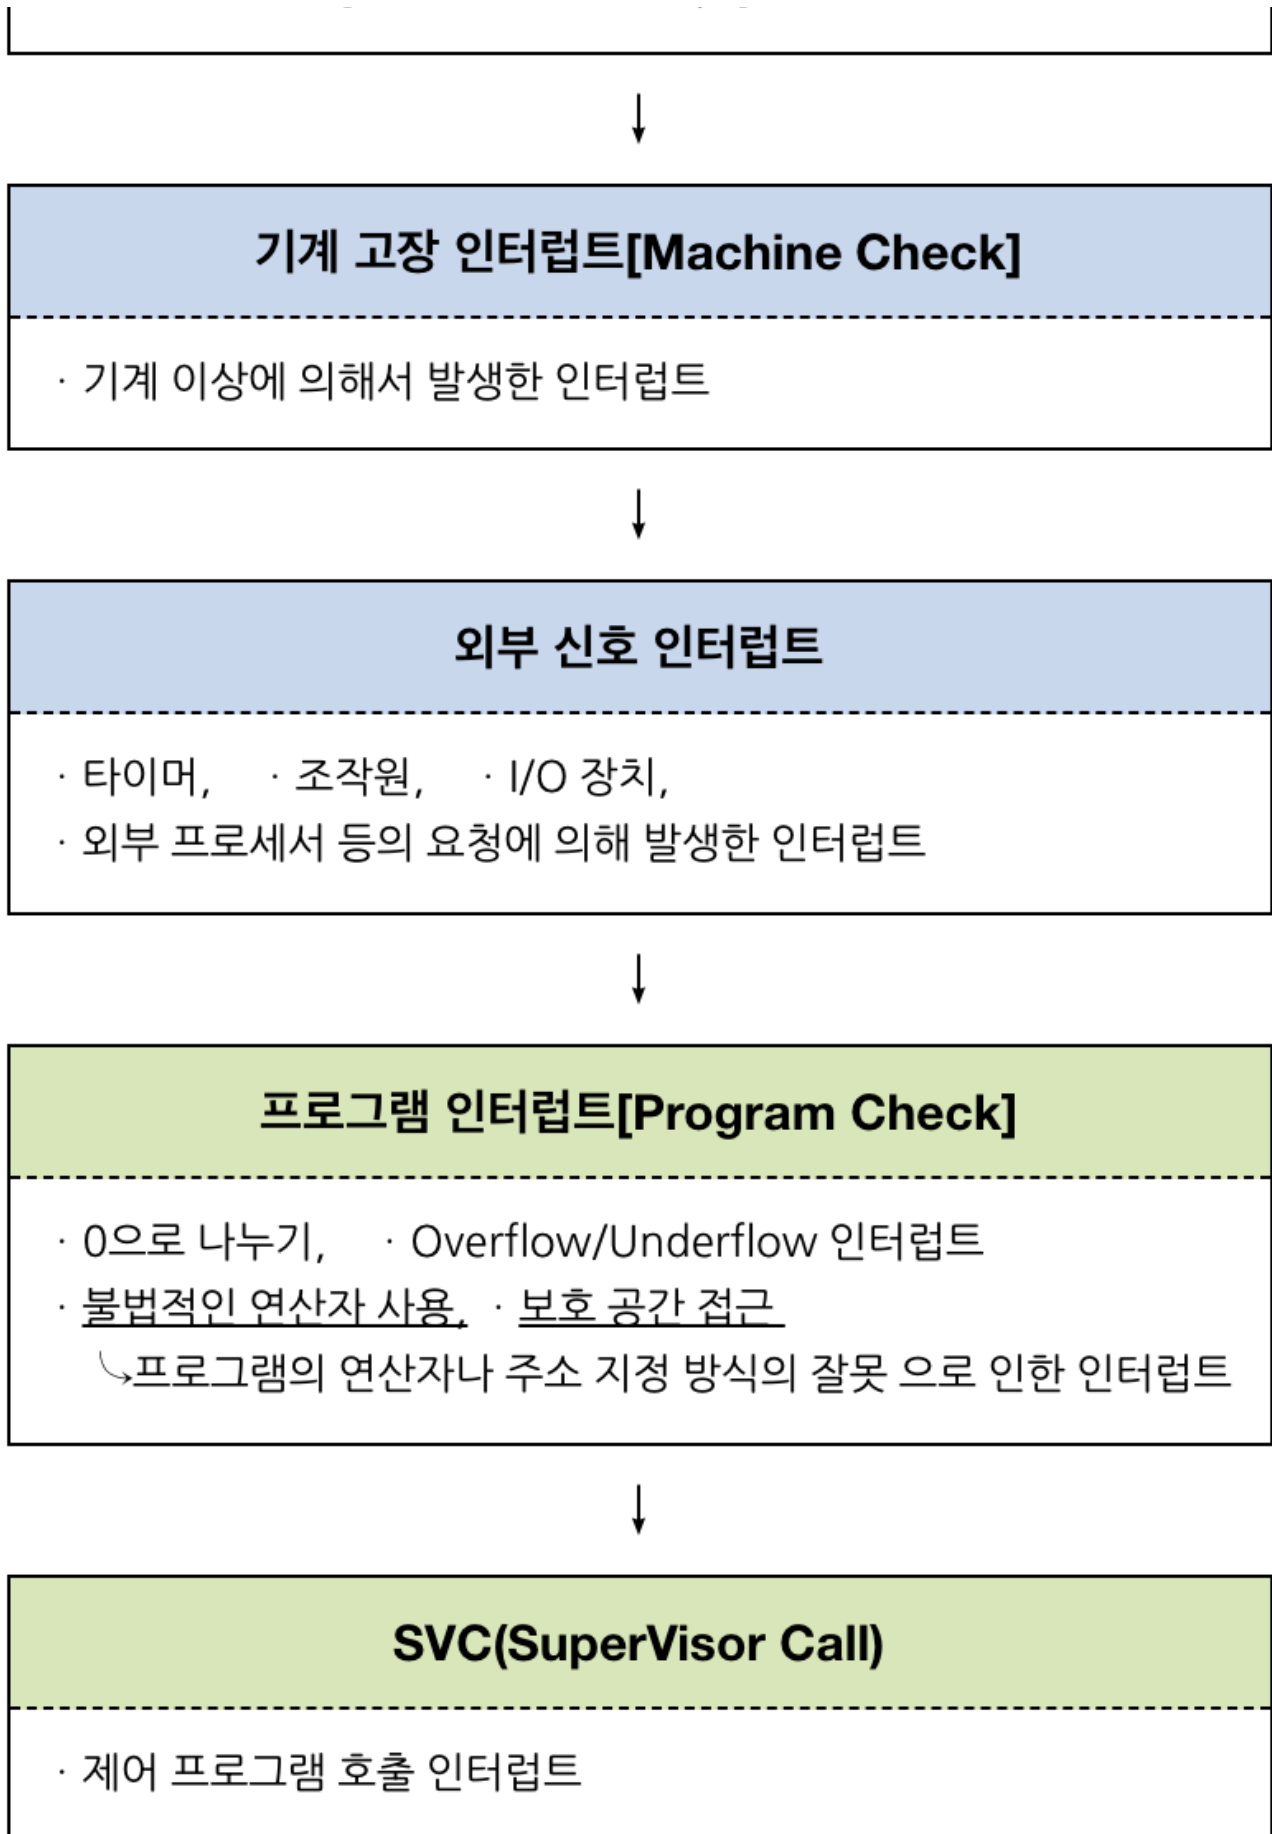 기계 고장 인터럽트[Machine Check]
· 기계 이상에 의해서 발생한 인터럽트
외부 신호 인터럽트
· 타이머, · 조작원, · I/O 장치,
· 외부 프로세서 등의 요청에 의해 발생한 인터럽트
프로그램 인터럽트[Program Check]
· 0으로 나누기, · Overflow/Underflow 인터럽트
· 불법적인 연산자 사용, · 보호 공간 접근
프로그램의 연산자나 주소 지정 방식의 잘못 으로 인한 인터럽트
SVC(SuperVisor Call)
· 제어 프로그램 호출 인터럽트